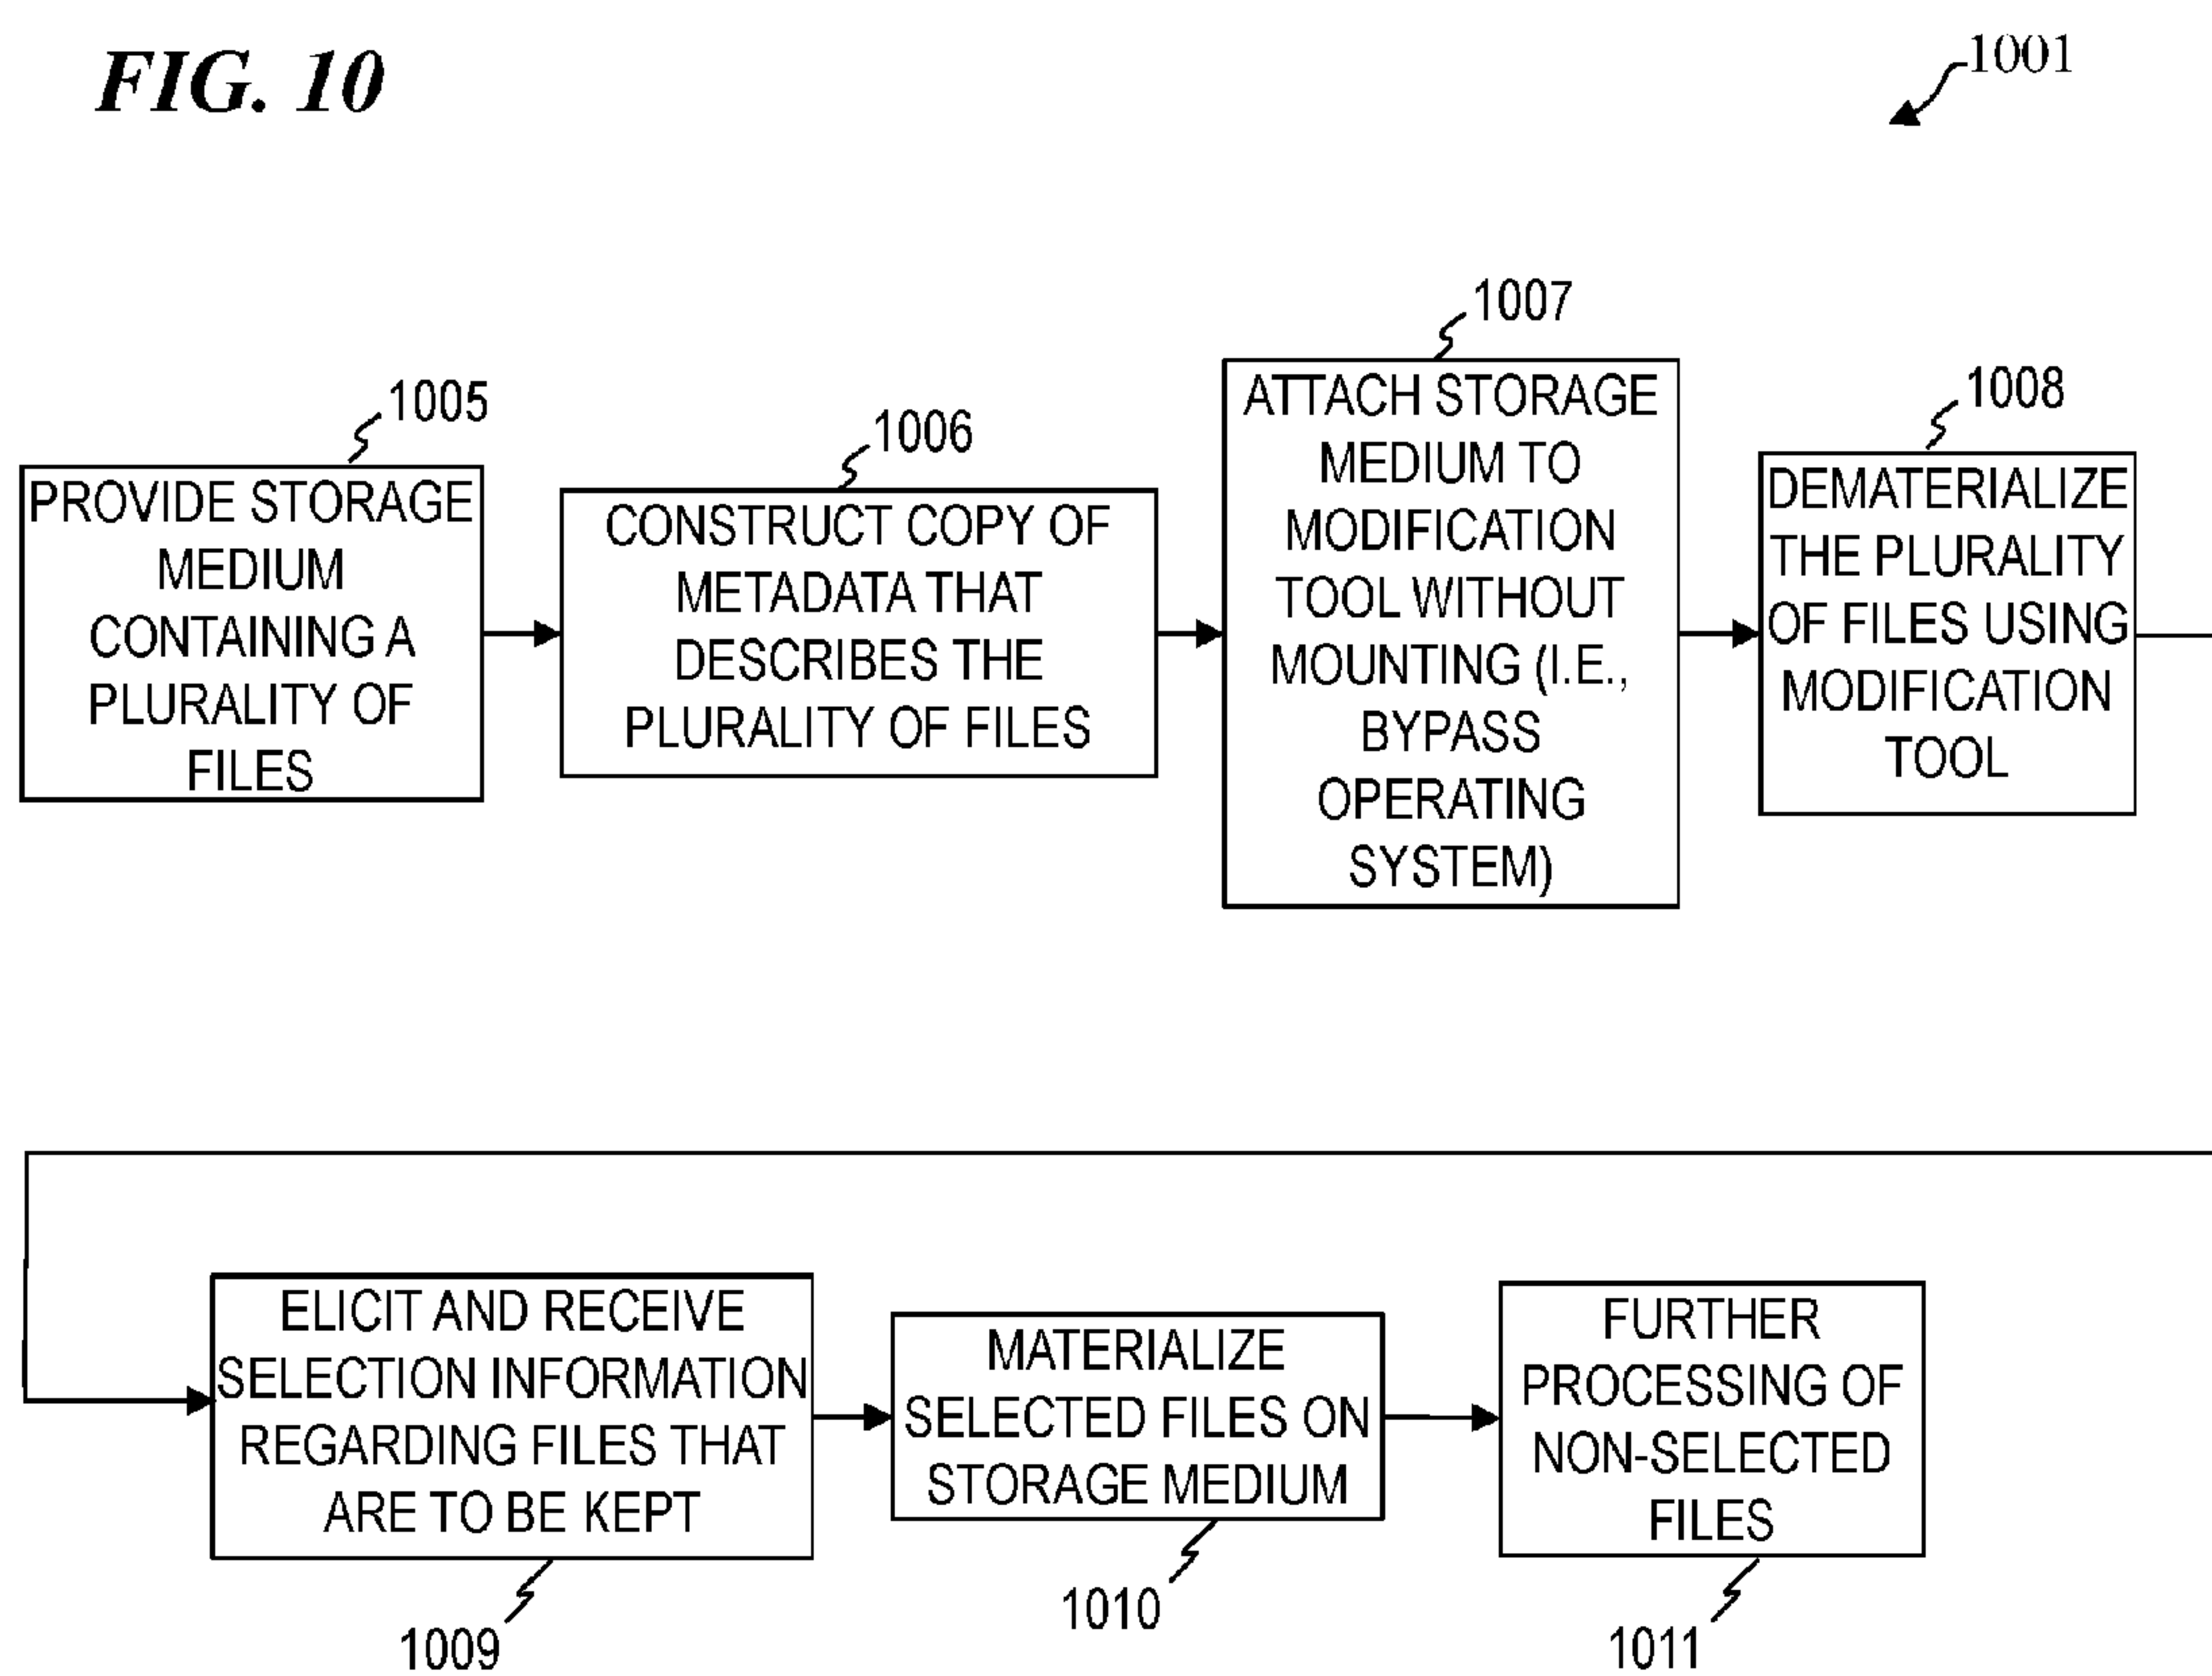 FIG. 10
1001
1005
PROVIDE STORAGE
MEDIUM
CONTAINING A
PLURALITY OF
FILES
1006
CONSTRUCT COPY OF
METADATA THAT
DESCRIBES THE
PLURALITY OF FILES
1007
ATTACH STORAGE
MEDIUM TO
MODIFICATION
TOOL WITHOUT
MOUNTING (I.E.,
BYPASS
OPERATING
SYSTEM)
1008
DEMATERIALIZE
THE PLURALITY
OF FILES USING
MODIFICATION
TOOL
ELICIT AND RECEIVE
SELECTION INFORMATION
REGARDING FILES THAT
ARE TO BE KEPT
1009
MATERIALIZE
SELECTED FILES ON
STORAGE MEDIUM
1010
FURTHER
PROCESSING OF
NON-SELECTED
FILES
1011